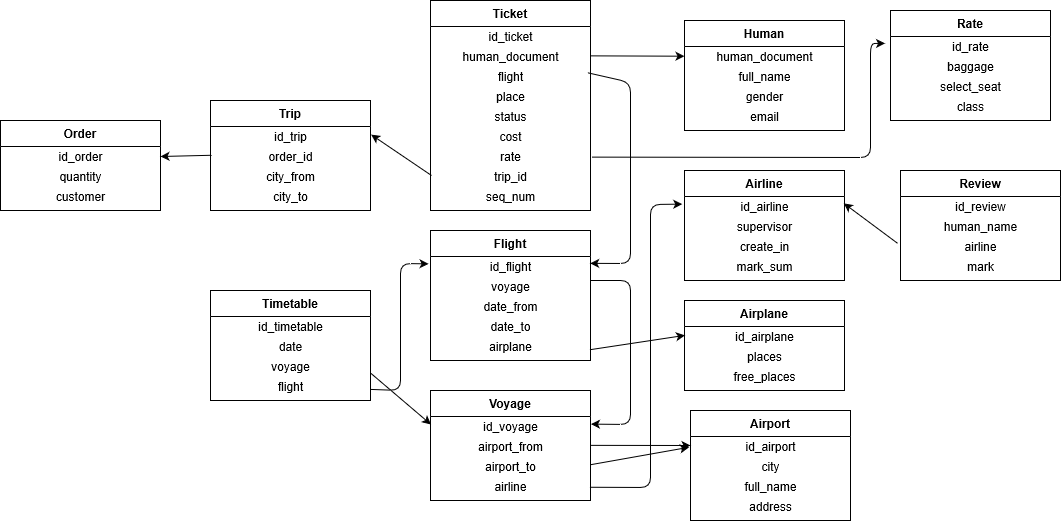 Ticket
id_ticket
human_document
flight
place
status
cost
rate
trip_id
seq_num
Human
human_document
full_name
gender
email
Rate
id_rate
baggage
select_seat
class
Trip
id_trip
order_id
city_from
city_to
Order
id_order
quantity
customer
Airline
id_airline
supervisor
create_in
mark_sum
Review
id_review
human_name
airline
mark
Flight
id_flight
voyage
date_from
date_to
airplane
Timetable
id_timetable
date
voyage
flight
Airplane
id_airplane
places
free_places
Voyage
id_voyage
airport_from
airport_to
airline
Airport
id_airport
city
full_name
address